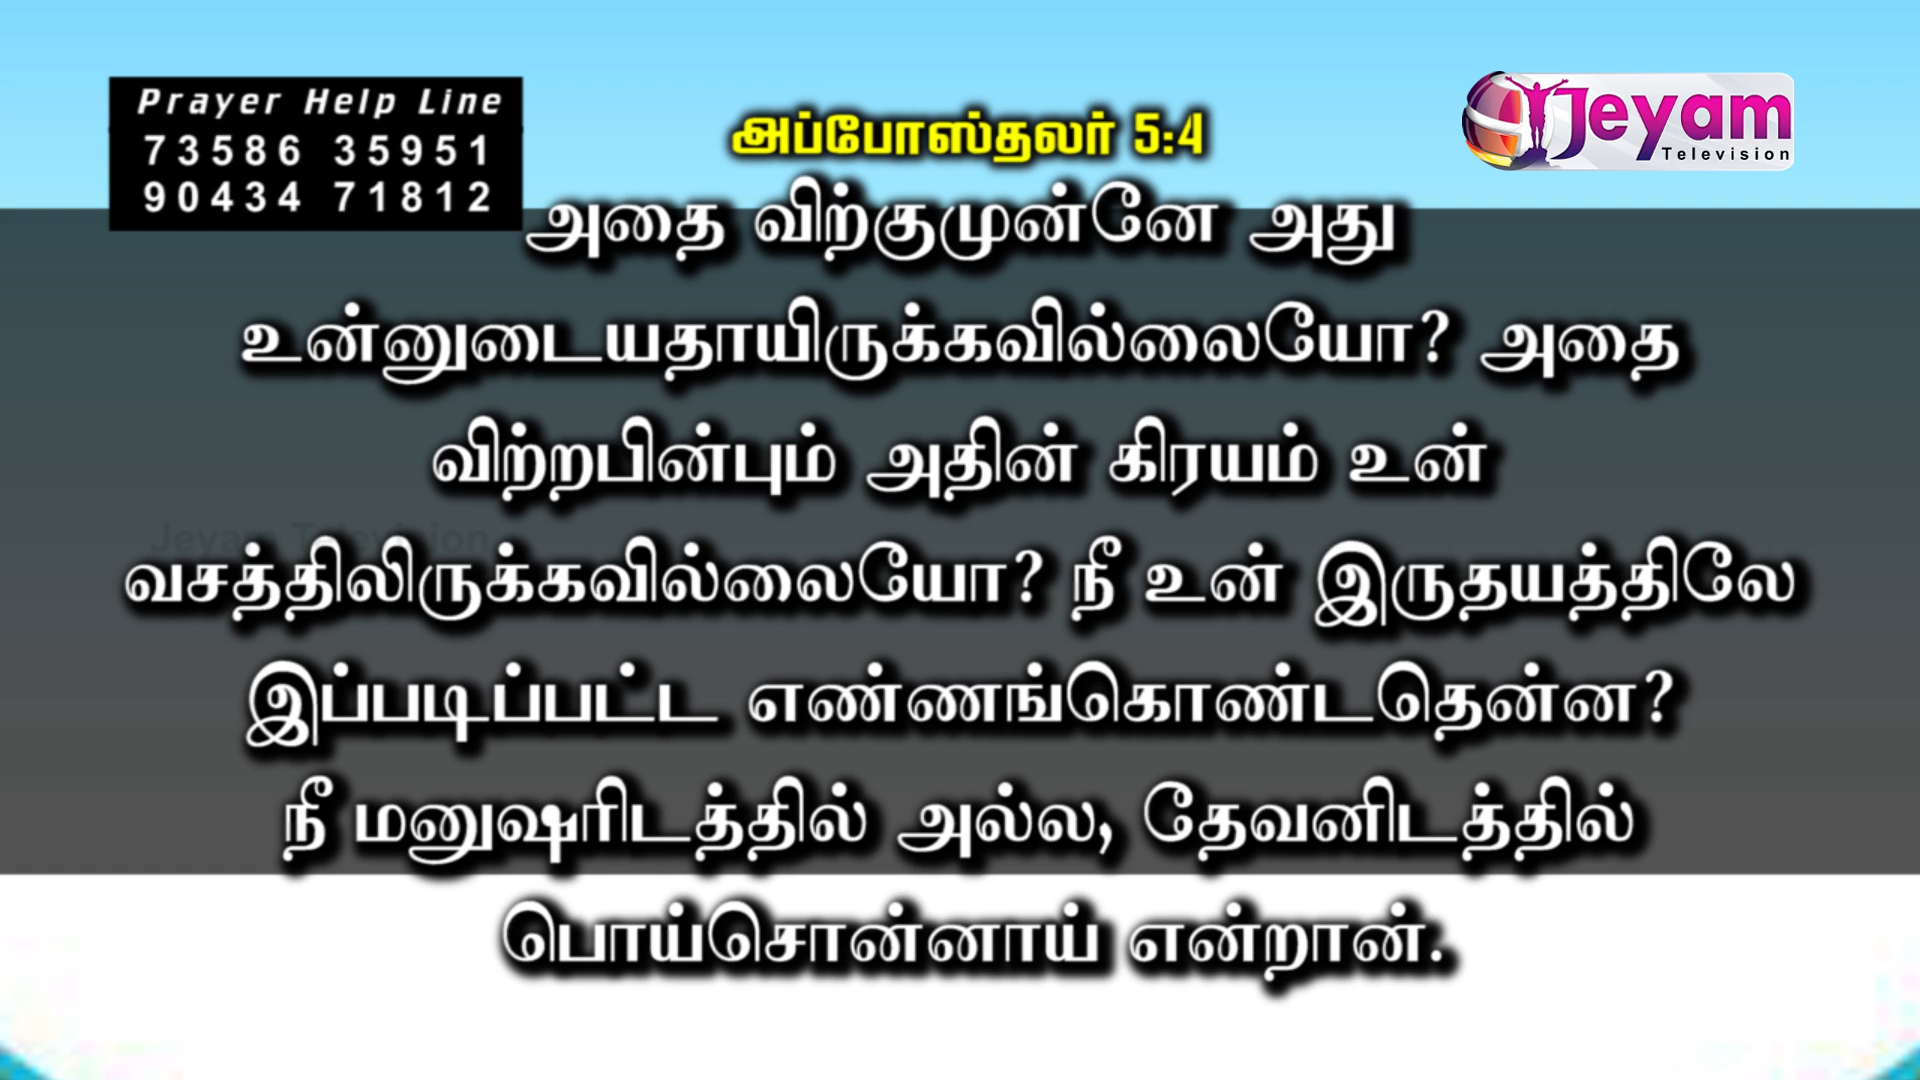 Prayer Help Line
73586 35951
90434 71812
Jeyam
Television
அப்போஸ்தலர் 5:4
அதை விற்குமுன்னே அது
உன்னுடையதாயிருக்கவில்லையோ? அதை
விற்றபின்பும் அதின் கிரயம் உன்
Jeyam Television
வசத்திலிருக்கவில்லையோ? நீ உன் இருதயத்திலே
இப்படிப்பட்ட எண்ணங்கொண்டதென்ன?
நீ மனுஷரிடத்தில் அல்ல, தேவனிடத்தில்
பொய்சொன்னாய் என்றான்.